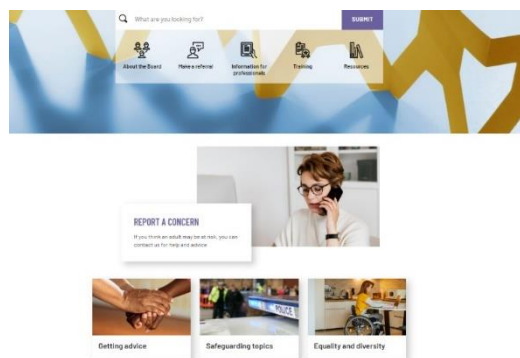 What are you looking for?
SUBMIT
About the Board
Make a referral
Information for
professionals
Training
Resources
REPORT A CONCERN
If you think an adult may be at risk, you can
contact us for help and advice
POLICE
Getting advice
Safeguarding topics
Equality and diversity